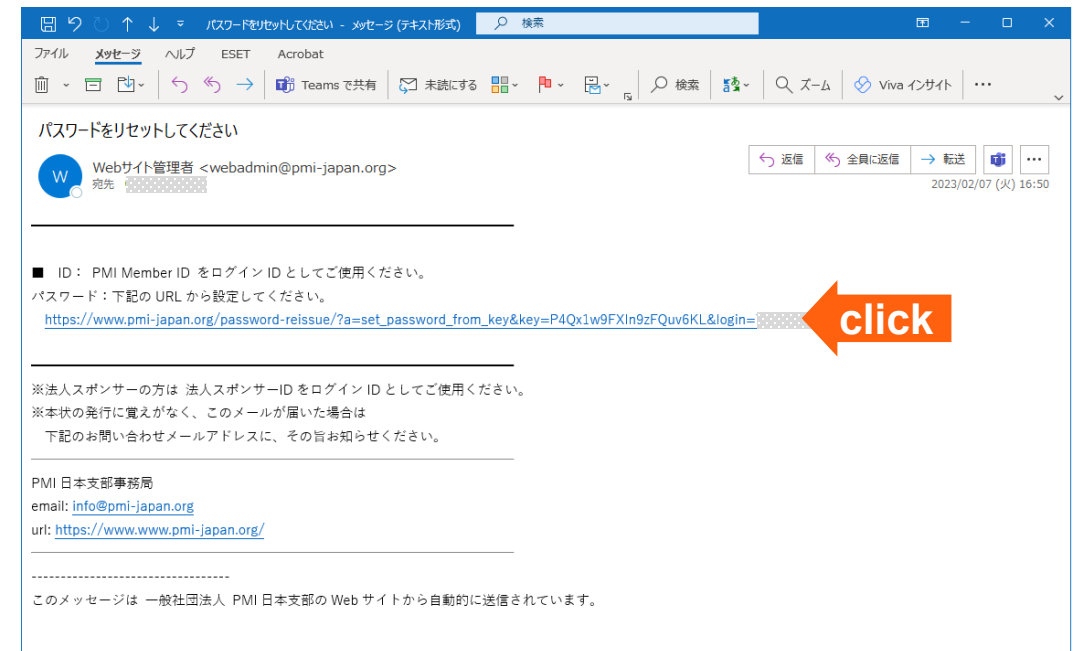 パスワードをリセットしてください - メッセージ (テキスト形式)
検索
ファイル メッセージ ヘルプ ESET Acrobat
Teams で共有 未読にする 検索 ズーム Viva インサイト
パスワードをリセットしてください
W
Webサイト管理者 <webadmin@pmi-japan.org>
宛先
返信 全員に返信 転送
2023/02/07 (火) 16:50
■ ID： PMI Member ID をログイン ID としてご使用ください。
パスワード：下記の URL から設定してください。
https://www.pmi-japan.org/password-reissue/?a=set_password_from_key&key=P4Qx1w9FXIn9zFQuv6KL&login=
click
※法人スポンサーの方は 法人スポンサーID をログイン ID としてご使用ください。
※本状の発行に覚えがなく、このメールが届いた場合は
下記のお問い合わせメールアドレスに、その旨お知らせください。
PMI 日本支部事務局
email: info@pmi-japan.org
url: https://www.www.pmi-japan.org/
----------------------------------
このメッセージは 一般社団法人 PMI 日本支部の Web サイトから自動的に送信されています。